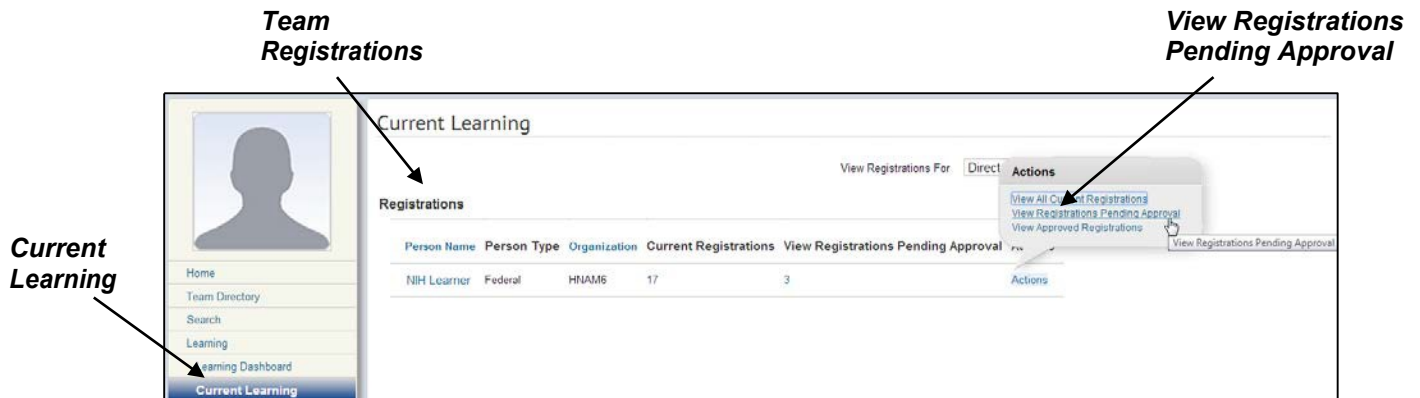 Team
Registrations
View Registrations
Pending Approval
Current Learning
View Registrations For Direct
Actions
View All Current Registrations
View Registrations Pending Approval
View Approved Registrations
View Registrations Pending Approval
Registrations
Person Name Person Type Organization Current Registrations View Registrations Pending Approval
NIH Learner Federal HNAM6 17 3 Actions
Current
Learning
Home
Team Directory
Search
Learning
Learning Dashboard
Current Learning